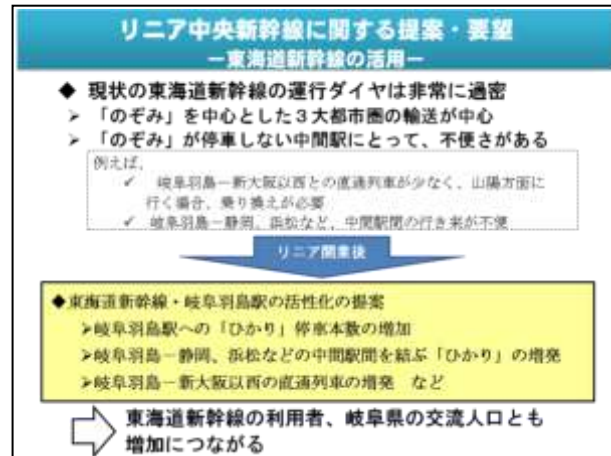 リニア中央新幹線に関する提案・要望
－東海道新幹線の活用－
◆ 現状の東海道新幹線の運行ダイヤは非常に過密
➢ 「のぞみ」を中心とした３大都市圏の輸送が中心
➢ 「のぞみ」が停車しない中間駅にとって、不便さがある
例えば、
✓ 岐阜羽島－新大阪以西との直通列車が少なく、山陽方面に
行く場合、乗り換えが必要
✓ 岐阜羽島－静岡、浜松など、中間駅間の行き来が不便
リニア開業後
◆東海道新幹線・岐阜羽島駅の活性化の提案
➢岐阜羽島駅への「ひかり」停車本数の増加
➢岐阜羽島－静岡、浜松などの中間駅間を結ぶ「ひかり」の増発
➢岐阜羽島－新大阪以西の直通列車の増発 など
東海道新幹線の利用者、岐阜県の交流人口とも
増加につながる